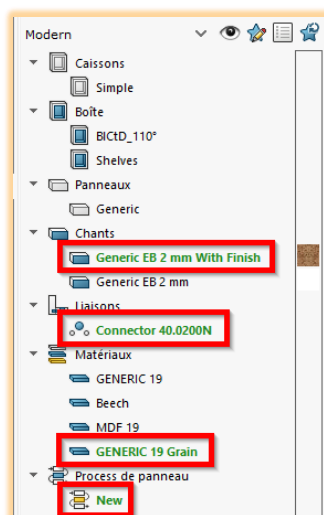 Modern
Caissons
Simple
Boîte
BICtD_110°
Shelves
Panneaux
Generic
Chants
Generic EB 2 mm With Finish
Generic EB 2 mm
Liaisons
Connector 40.0200N
Matériaux
GENERIC 19
Beech
MDF 19
GENERIC 19 Grain
Process de panneau
New